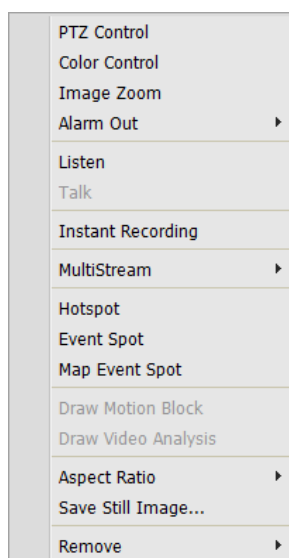 PTZ Control
Color Control
Image Zoom
Alarm Out
Listen
Talk
Instant Recording
MultiStream
Hotspot
Event Spot
Map Event Spot
Draw Motion Block
Draw Video Analysis
Aspect Ratio
Save Still Image...
Remove